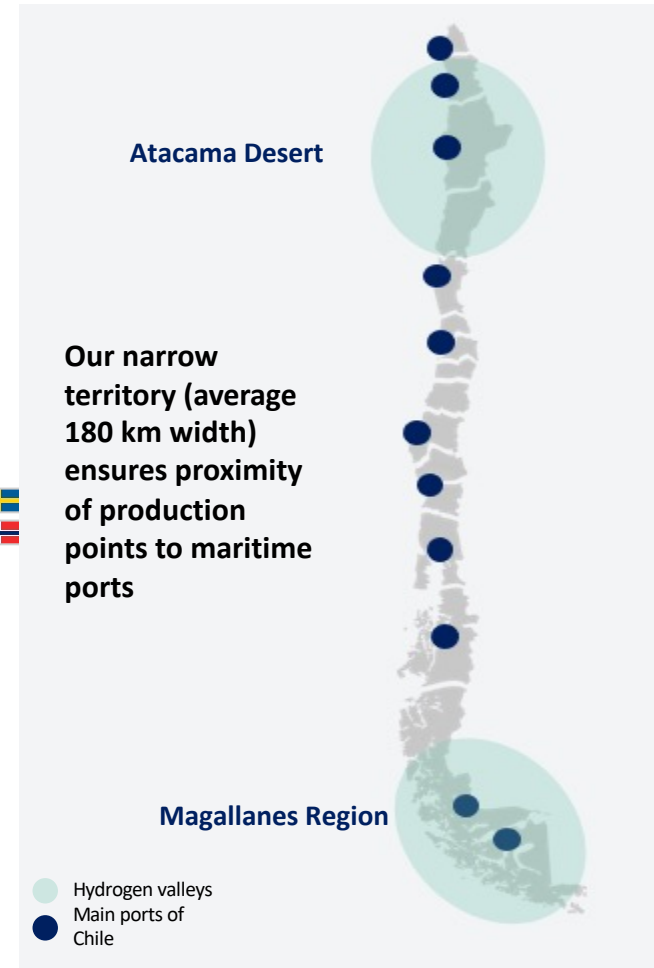 Atacama Desert
Our narrow
territory (average
180 km width)
ensures proximity
of production
points to maritime
ports
Magallanes Region
Hydrogen valleys
Main ports of
Chile